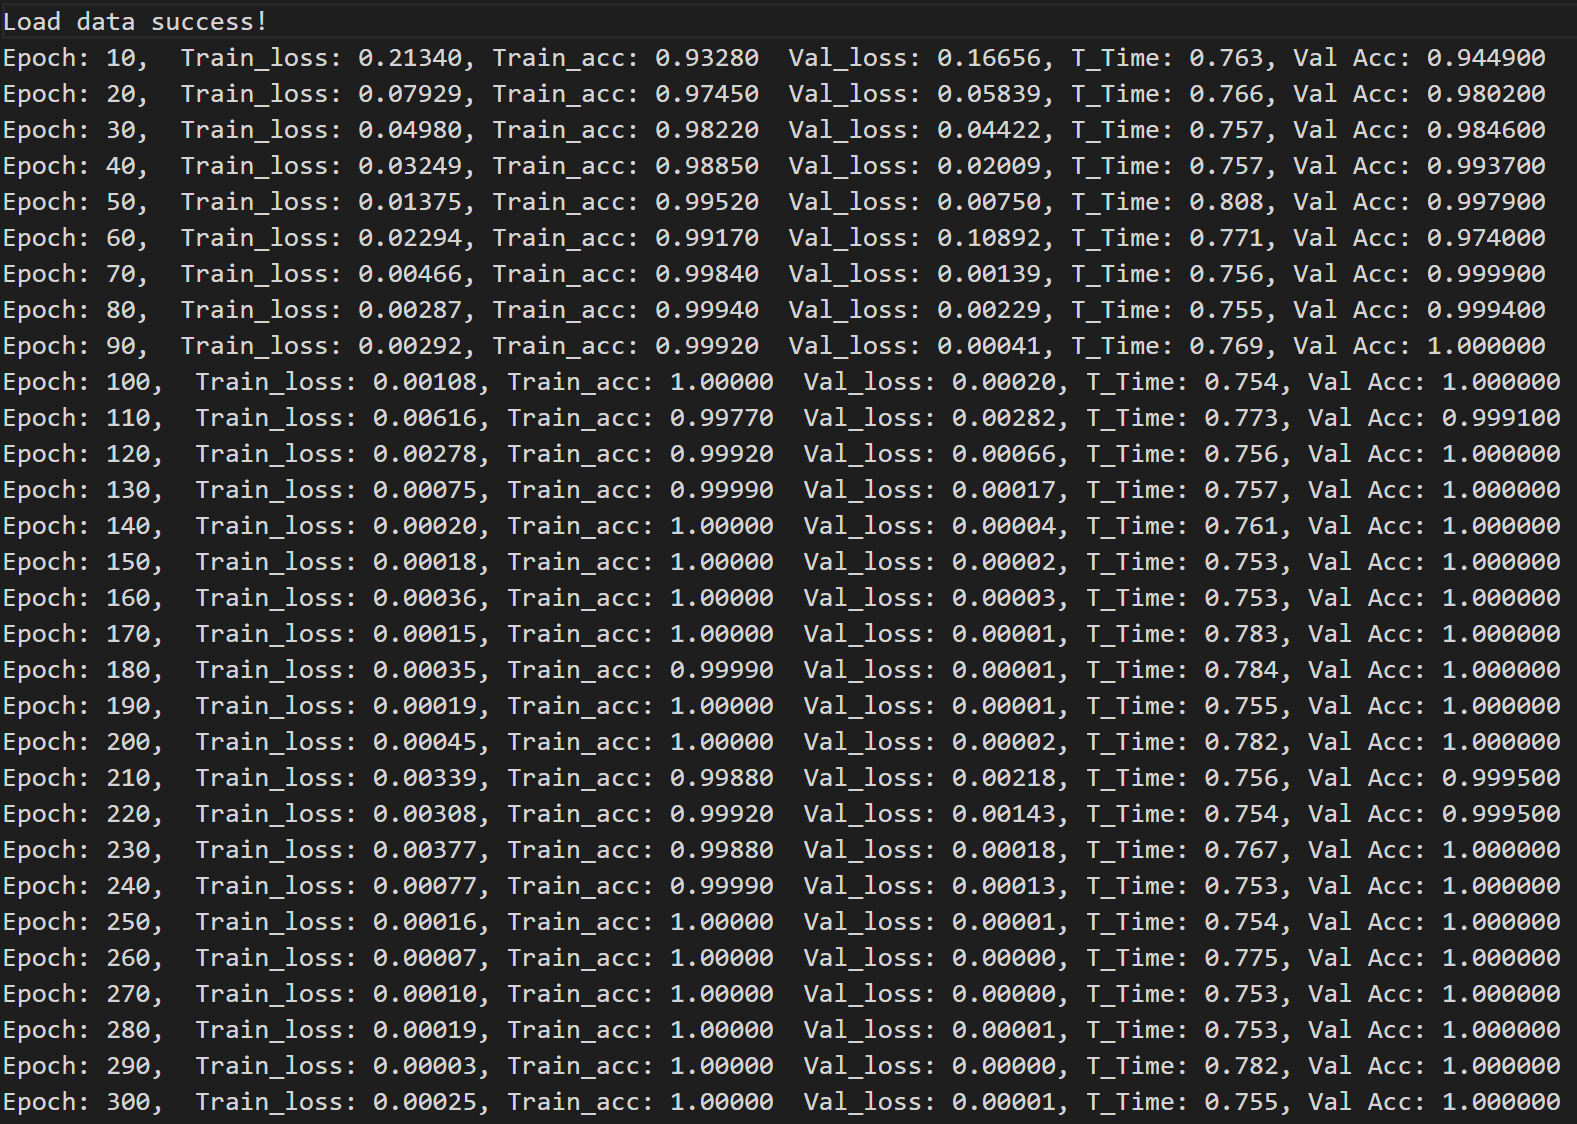 Load data success!
Epoch: 10,  Train_loss: 0.21340, Train_acc: 0.93280  Val_loss: 0.16656, T_Time: 0.763, Val Acc: 0.944900
Epoch: 20,  Train_loss: 0.07929, Train_acc: 0.97450  Val_loss: 0.05839, T_Time: 0.766, Val Acc: 0.980200
Epoch: 30,  Train_loss: 0.04980, Train_acc: 0.98220  Val_loss: 0.04422, T_Time: 0.757, Val Acc: 0.984600
Epoch: 40,  Train_loss: 0.03249, Train_acc: 0.98850  Val_loss: 0.02009, T_Time: 0.757, Val Acc: 0.993700
Epoch: 50,  Train_loss: 0.01375, Train_acc: 0.99520  Val_loss: 0.00750, T_Time: 0.808, Val Acc: 0.997900
Epoch: 60,  Train_loss: 0.02294, Train_acc: 0.99170  Val_loss: 0.10892, T_Time: 0.771, Val Acc: 0.974000
Epoch: 70,  Train_loss: 0.00466, Train_acc: 0.99840  Val_loss: 0.00139, T_Time: 0.756, Val Acc: 0.999900
Epoch: 80,  Train_loss: 0.00287, Train_acc: 0.99940  Val_loss: 0.00229, T_Time: 0.755, Val Acc: 0.999400
Epoch: 90,  Train_loss: 0.00292, Train_acc: 0.99920  Val_loss: 0.00041, T_Time: 0.769, Val Acc: 1.000000
Epoch: 100,  Train_loss: 0.00108, Train_acc: 1.00000  Val_loss: 0.00020, T_Time: 0.754, Val Acc: 1.000000
Epoch: 110,  Train_loss: 0.00616, Train_acc: 0.99770  Val_loss: 0.00282, T_Time: 0.773, Val Acc: 0.999100
Epoch: 120,  Train_loss: 0.00278, Train_acc: 0.99920  Val_loss: 0.00066, T_Time: 0.756, Val Acc: 1.000000
Epoch: 130,  Train_loss: 0.00075, Train_acc: 0.99990  Val_loss: 0.00017, T_Time: 0.757, Val Acc: 1.000000
Epoch: 140,  Train_loss: 0.00020, Train_acc: 1.00000  Val_loss: 0.00004, T_Time: 0.761, Val Acc: 1.000000
Epoch: 150,  Train_loss: 0.00018, Train_acc: 1.00000  Val_loss: 0.00002, T_Time: 0.753, Val Acc: 1.000000
Epoch: 160,  Train_loss: 0.00036, Train_acc: 1.00000  Val_loss: 0.00003, T_Time: 0.753, Val Acc: 1.000000
Epoch: 170,  Train_loss: 0.00015, Train_acc: 1.00000  Val_loss: 0.00001, T_Time: 0.783, Val Acc: 1.000000
Epoch: 180,  Train_loss: 0.00035, Train_acc: 0.99990  Val_loss: 0.00001, T_Time: 0.784, Val Acc: 1.000000
Epoch: 190,  Train_loss: 0.00019, Train_acc: 1.00000  Val_loss: 0.00001, T_Time: 0.755, Val Acc: 1.000000
Epoch: 200,  Train_loss: 0.00045, Train_acc: 1.00000  Val_loss: 0.00002, T_Time: 0.782, Val Acc: 1.000000
Epoch: 210,  Train_loss: 0.00339, Train_acc: 0.99880  Val_loss: 0.00218, T_Time: 0.756, Val Acc: 0.999500
Epoch: 220,  Train_loss: 0.00308, Train_acc: 0.99920  Val_loss: 0.00143, T_Time: 0.754, Val Acc: 0.999500
Epoch: 230,  Train_loss: 0.00377, Train_acc: 0.99880  Val_loss: 0.00018, T_Time: 0.767, Val Acc: 1.000000
Epoch: 240,  Train_loss: 0.00077, Train_acc: 0.99990  Val_loss: 0.00013, T_Time: 0.753, Val Acc: 1.000000
Epoch: 250,  Train_loss: 0.00016, Train_acc: 1.00000  Val_loss: 0.00001, T_Time: 0.754, Val Acc: 1.000000
Epoch: 260,  Train_loss: 0.00007, Train_acc: 1.00000  Val_loss: 0.00000, T_Time: 0.775, Val Acc: 1.000000
Epoch: 270,  Train_loss: 0.00010, Train_acc: 1.00000  Val_loss: 0.00000, T_Time: 0.753, Val Acc: 1.000000
Epoch: 280,  Train_loss: 0.00019, Train_acc: 1.00000  Val_loss: 0.00001, T_Time: 0.753, Val Acc: 1.000000
Epoch: 290,  Train_loss: 0.00003, Train_acc: 1.00000  Val_loss: 0.00000, T_Time: 0.782, Val Acc: 1.000000
Epoch: 300,  Train_loss: 0.00025, Train_acc: 1.00000  Val_loss: 0.00001, T_Time: 0.755, Val Acc: 1.000000